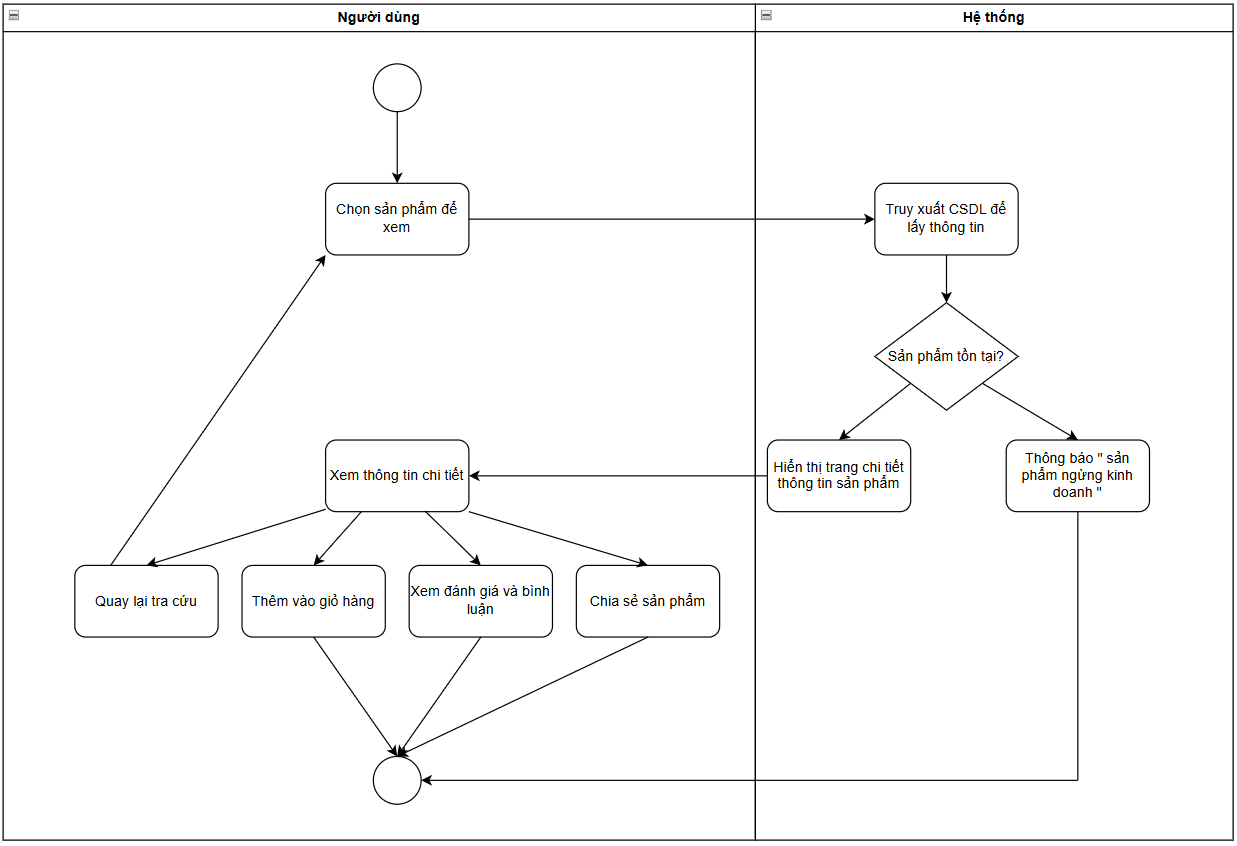 Người dùng
Hệ thống
Chọn sản phẩm để
xem
Truy xuất CSDL để
lấy thông tin
Sản phẩm tồn tại?
Xem thông tin chi tiết
Hiển thị trang chi tiết
thông tin sản phẩm
Thông báo " sản
phẩm ngừng kinh
doanh "
Quay lại tra cứu
Thêm vào giỏ hàng
Xem đánh giá và bình
luận
Chia sẻ sản phẩm